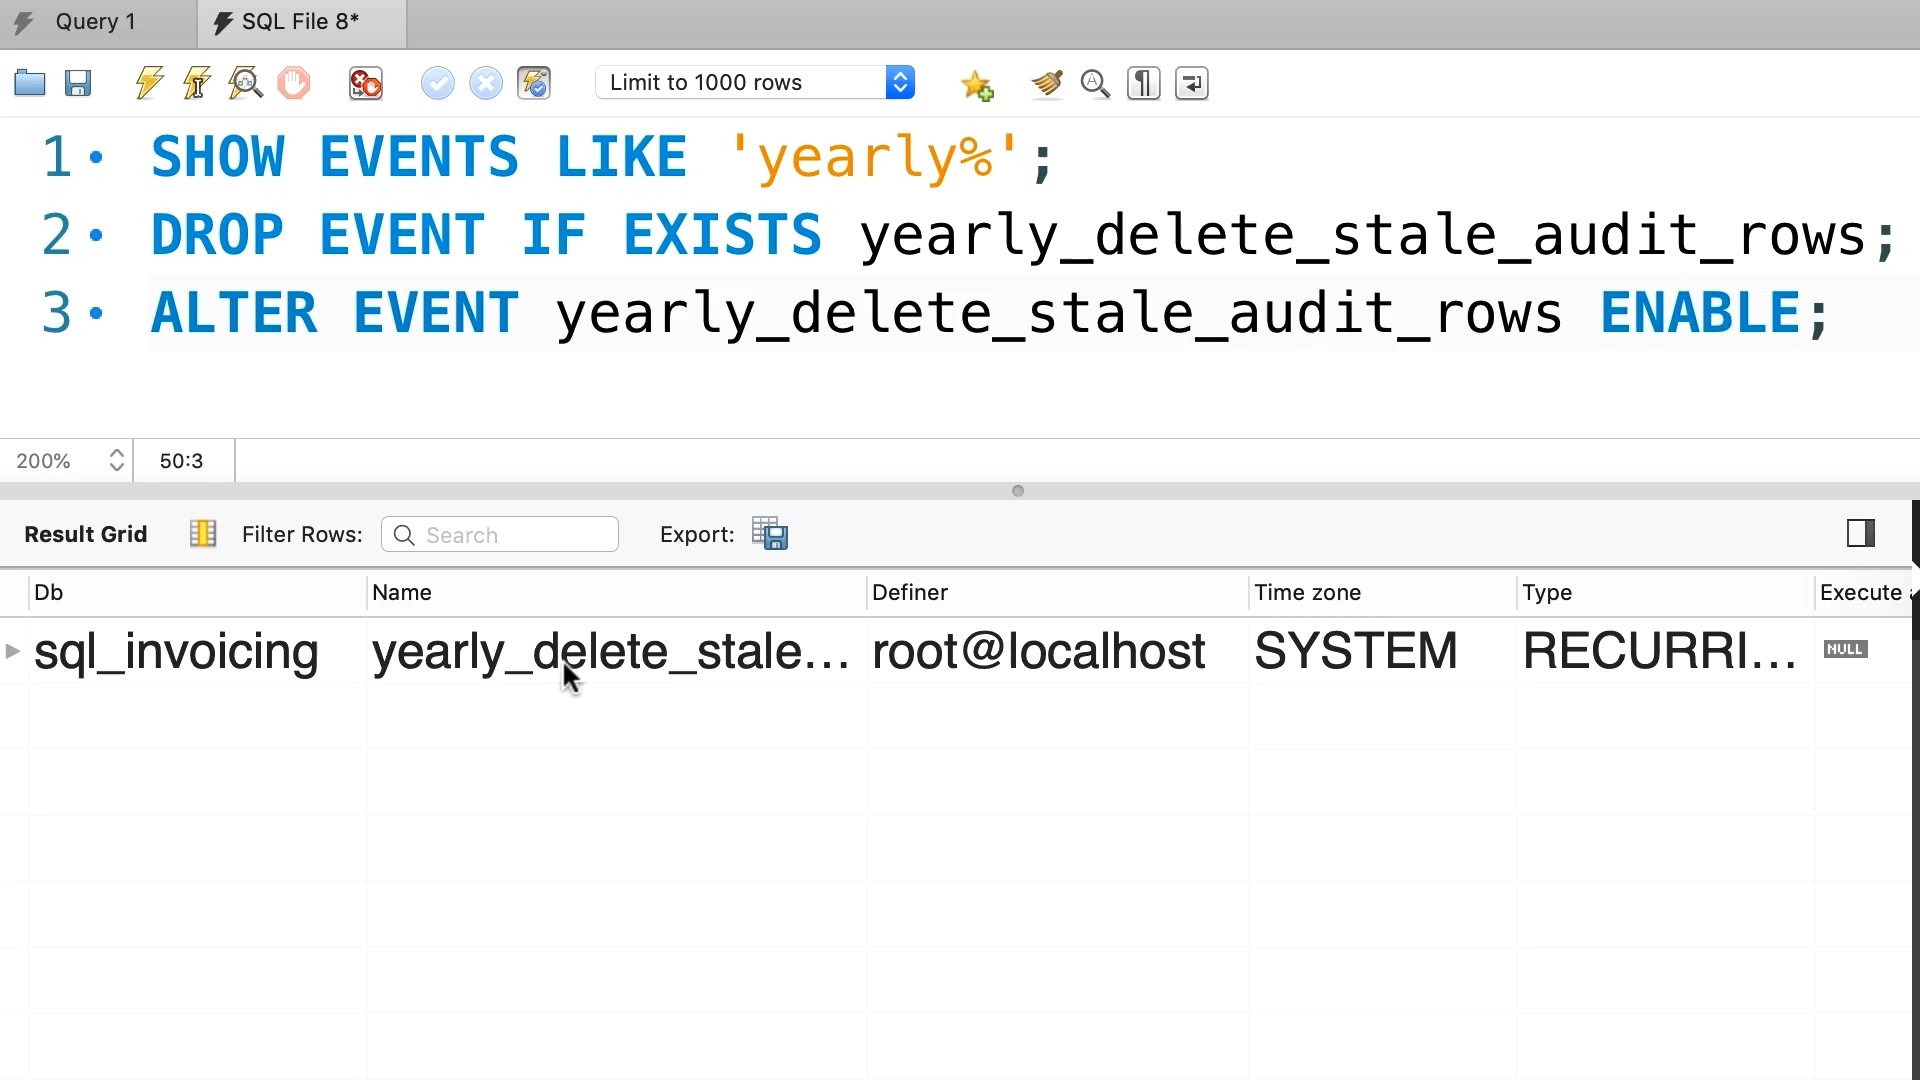 Query 1
SQL File 8*
Limit to 1000 rows
1 SHOW EVENTS LIKE 'yearly%';
2 DROP EVENT IF EXISTS yearly_delete_stale_audit_rows;
3 ALTER EVENT yearly_delete_stale_audit_rows ENABLE;
200% 50:3
Result Grid Filter Rows: Search Export:
Db Name Definer Time zone Type Execute
sql_invoicing yearly_delete_stale... root@localhost SYSTEM RECURRI... NULL